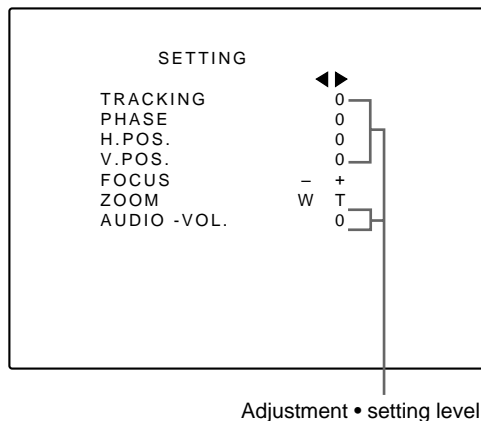 SETTING
◀ ▶
TRACKING 0
PHASE 0
H.POS. 0
V.POS. 0
FOCUS – +
ZOOM W T
AUDIO -VOL. 0
Adjustment • setting level